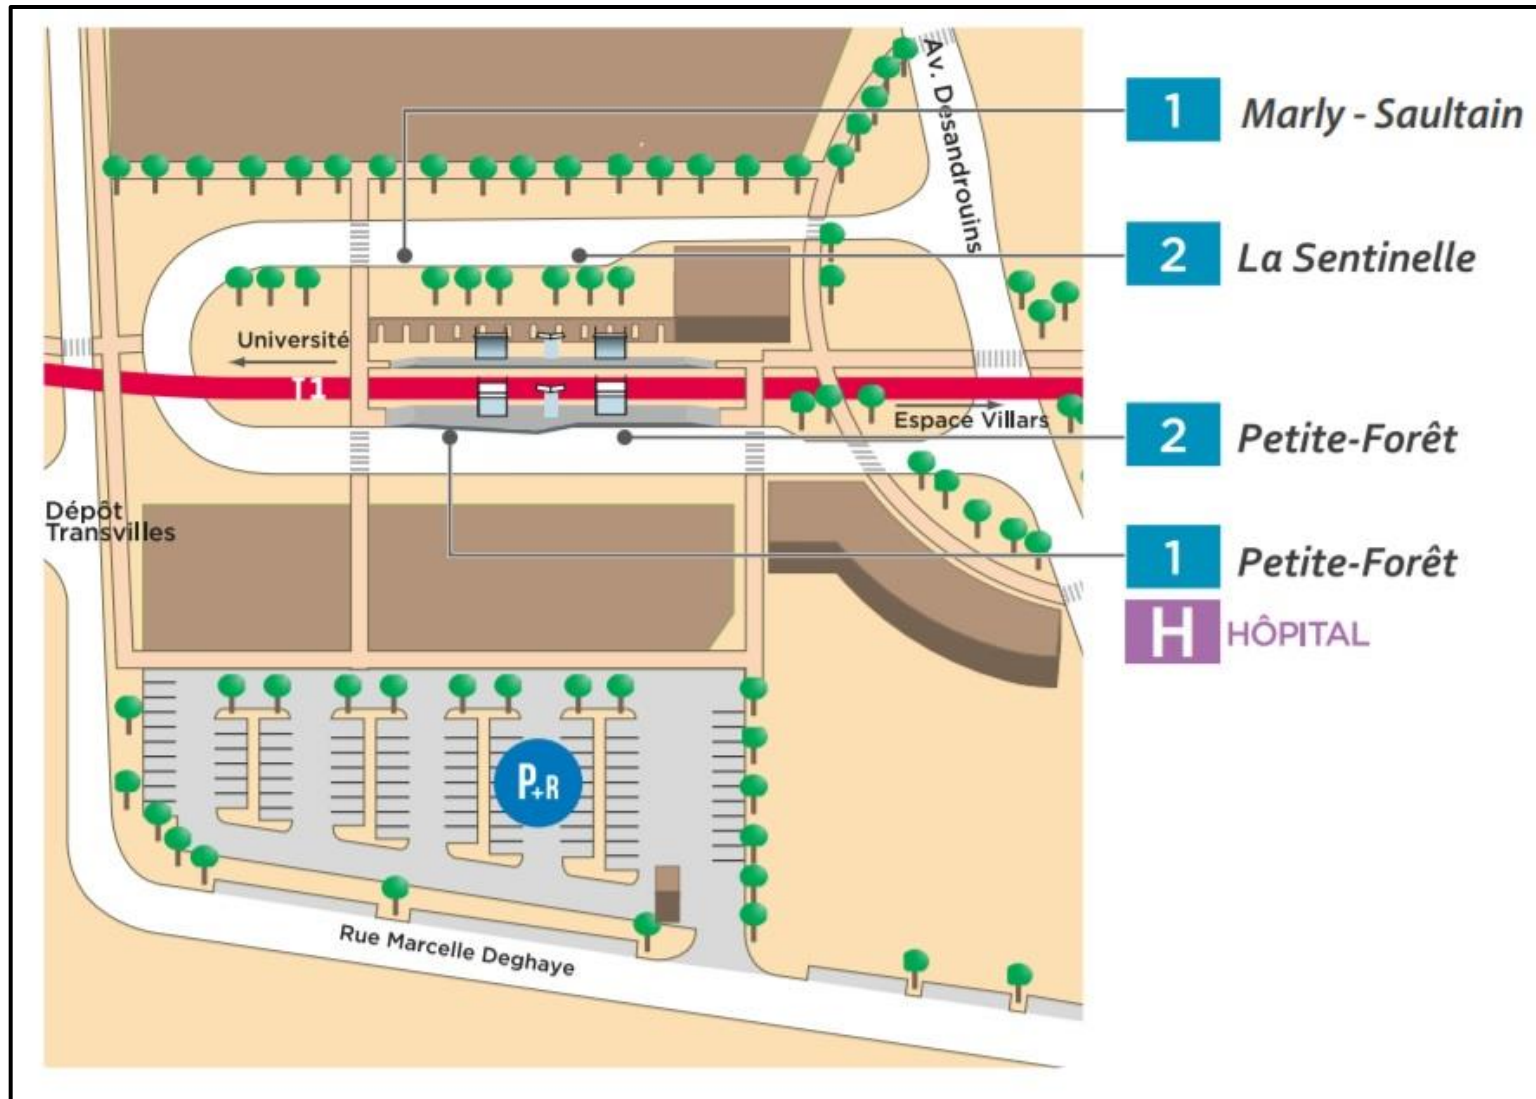 Av. Desandrouins
1 Marly - Saultain
2 La Sentinelle
Université
T1
Espace Villars
2 Petite-Forêt
Dépôt
Transvilles
1 Petite-Forêt
H HÔPITAL
P+R
Rue Marcelle Deghaye